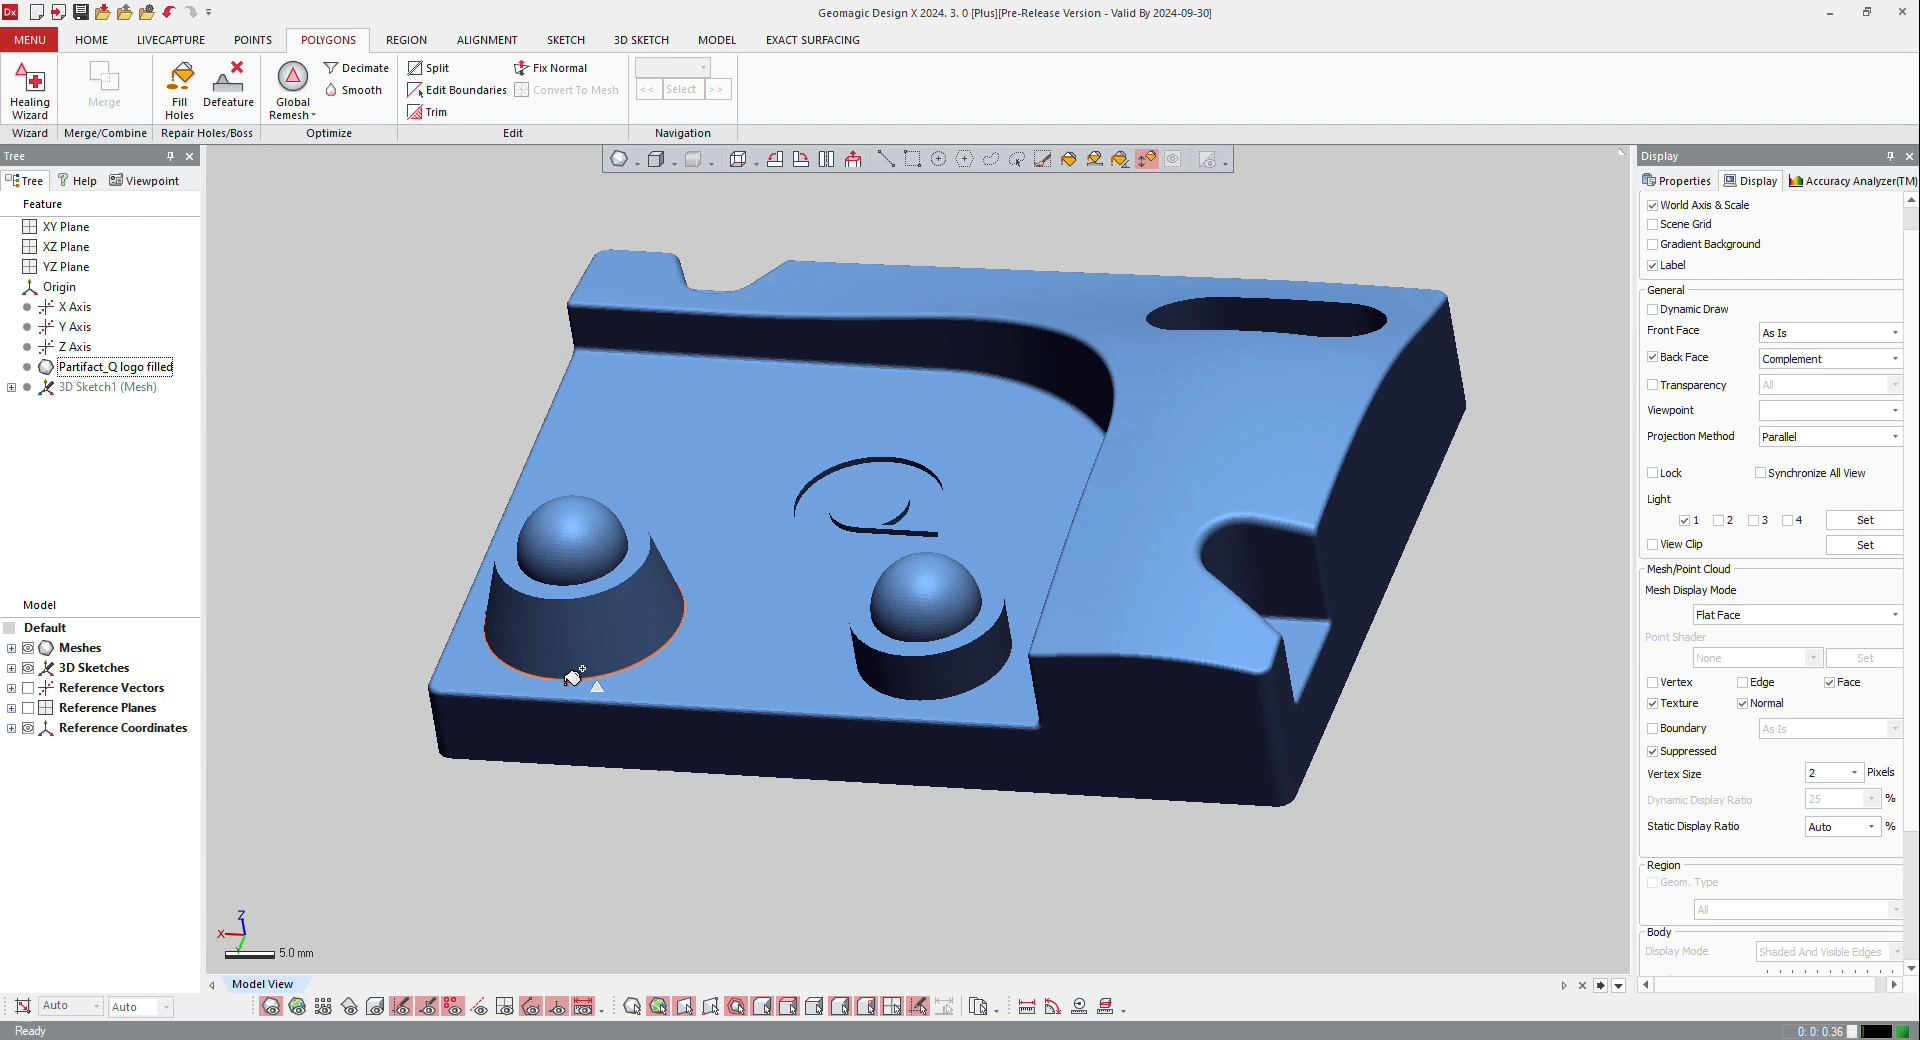 Dx
Geomagic Design X 2024. 3. 0 [Plus][Pre-Release Version - Valid By 2024-09-30]
MENU HOME LIVECAPTURE POINTS POLYGONS REGION ALIGNMENT SKETCH 3D SKETCH MODEL EXACT SURFACING
Healing Wizard
Merge
Fill Holes
Defeature
Global Remesh
Decimate
Smooth
Split
Edit Boundaries
Trim
Fix Normal
Convert To Mesh
<< Select >>
Wizard Merge/Combine Repair Holes/Boss Optimize Edit Navigation
Tree
Tree Help Viewpoint
Feature
XY Plane
XZ Plane
YZ Plane
Origin
X Axis
Y Axis
Z Axis
Partifact_Q logo filled
3D Sketch1 (Mesh)
Model
Default
Meshes
3D Sketches
Reference Vectors
Reference Planes
Reference Coordinates
Z
X
Y
5.0 mm
Display
Properties Display Accuracy Analyzer(TM)
World Axis & Scale
Scene Grid
Gradient Background
Label
General
Dynamic Draw
Front Face As Is
Back Face Complement
Transparency All
Viewpoint
Projection Method Parallel
Lock Synchronize All View
Light
1 2 3 4 Set
View Clip Set
Mesh/Point Cloud
Mesh Display Mode
Flat Face
Point Shader
None Set
Vertex Edge Face
Texture Normal
Boundary As Is
Suppressed
Vertex Size 2 Pixels
Dynamic Display Ratio 25 %
Static Display Ratio Auto %
Region
Geom. Type
All
Body
Display Mode Shaded And Visible Edges
Model View
Auto Auto
Ready
0: 0: 0.36